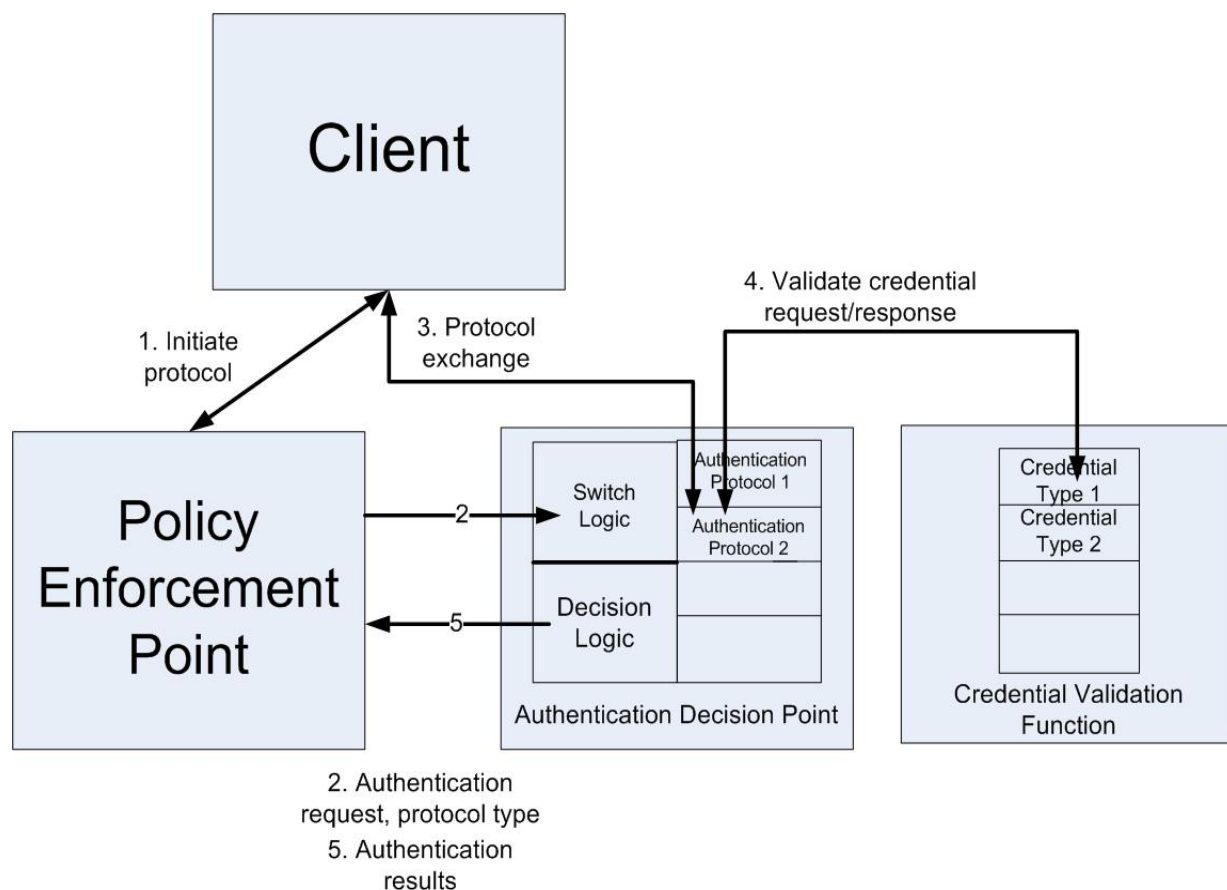 Client
1. Initiate
protocol
3. Protocol
exchange
4. Validate credential
request/response
Policy
Enforcement
Point
2
5
Switch
Logic
Decision
Logic
Authentication
Protocol 1
Authentication
Protocol 2
Authentication Decision Point
Credential
Type 1
Credential
Type 2
Credential Validation
Function
2. Authentication
request, protocol type
5. Authentication
results